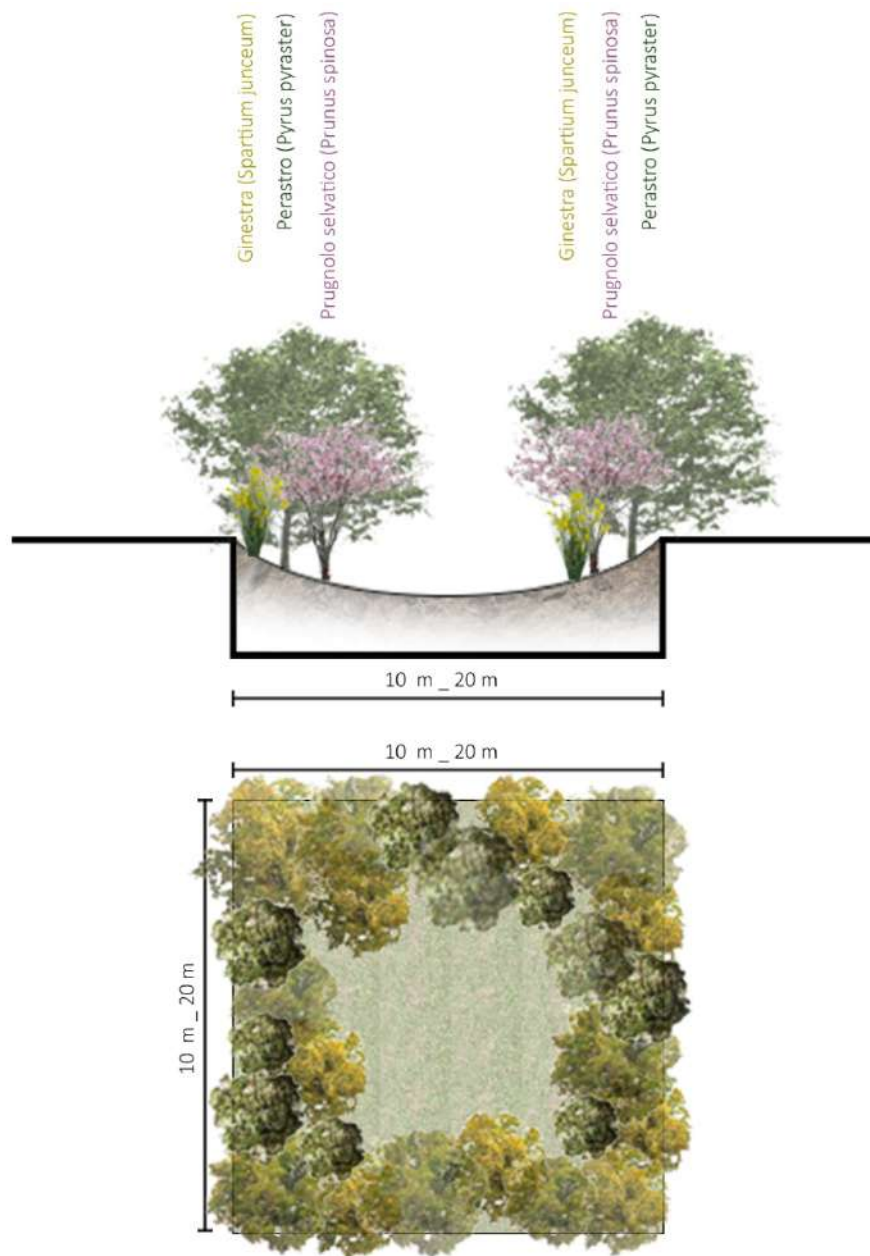 Ginestra (Spartium junceum)
Perastro (Pyrus pyraster)
Prugnolo selvatico (Prunus spinosa)
Ginestra (Spartium junceum)
Prugnolo selvatico (Prunus spinosa)
Perastro (Pyrus pyraster)
10 m _ 20 m
10 m _ 20 m
10 m _ 20 m